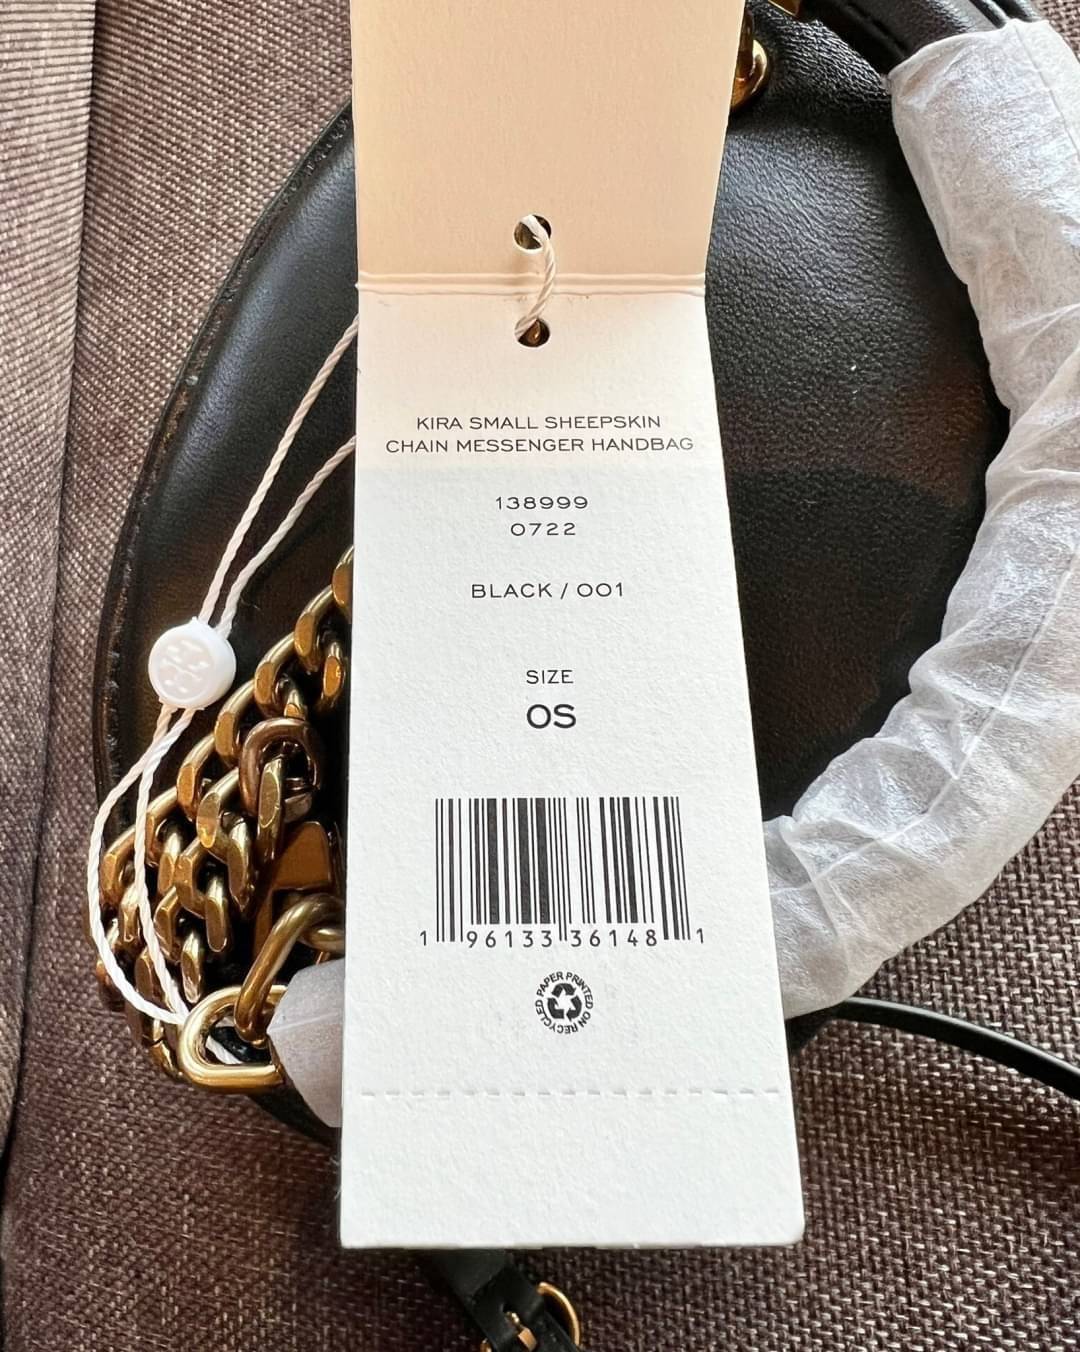 KIRA SMALL SHEEPSKIN
CHAIN MESSENGER HANDBAG
138999
0722
BLACK / 001
SIZE
OS
1 96133 36148 1
PAPER PRINTED ON RECYCLED